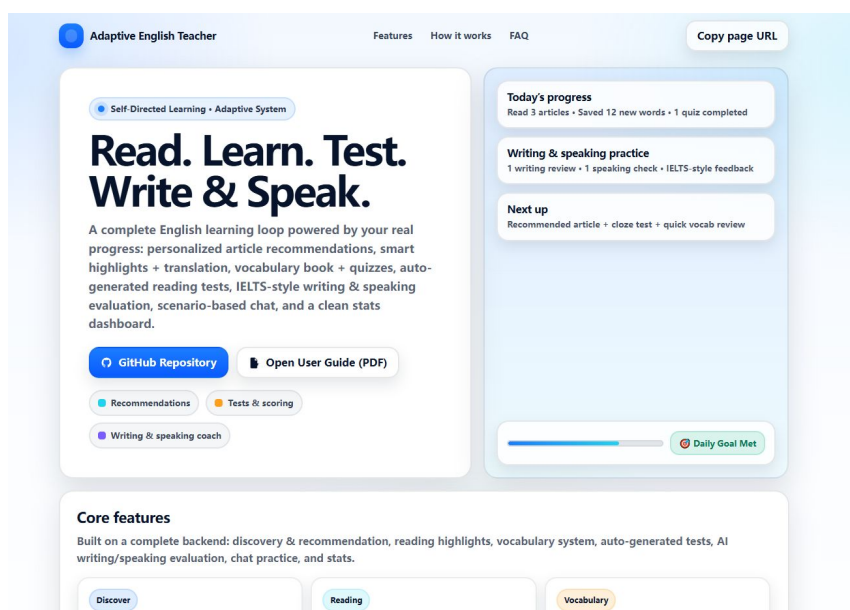 Adaptive English Teacher
Features
How it works
FAQ
Copy page URL
Self-Directed Learning • Adaptive System
Read. Learn. Test.
Write & Speak.
A complete English learning loop powered by your real
progress: personalized article recommendations, smart
highlights + translation, vocabulary book + quizzes, auto-
generated reading tests, IELTS-style writing & speaking
evaluation, scenario-based chat, and a clean stats
dashboard.
GitHub Repository
Open User Guide (PDF)
Recommendations
Tests & scoring
Writing & speaking coach
Today's progress
Read 3 articles • Saved 12 new words • 1 quiz completed
Writing & speaking practice
1 writing review • 1 speaking check • IELTS-style feedback
Next up
Recommended article + cloze test + quick vocab review
Daily Goal Met
Core features
Built on a complete backend: discovery & recommendation, reading highlights, vocabulary system, auto-generated tests, AI
writing/speaking evaluation, chat practice, and stats.
Discover
Reading
Vocabulary